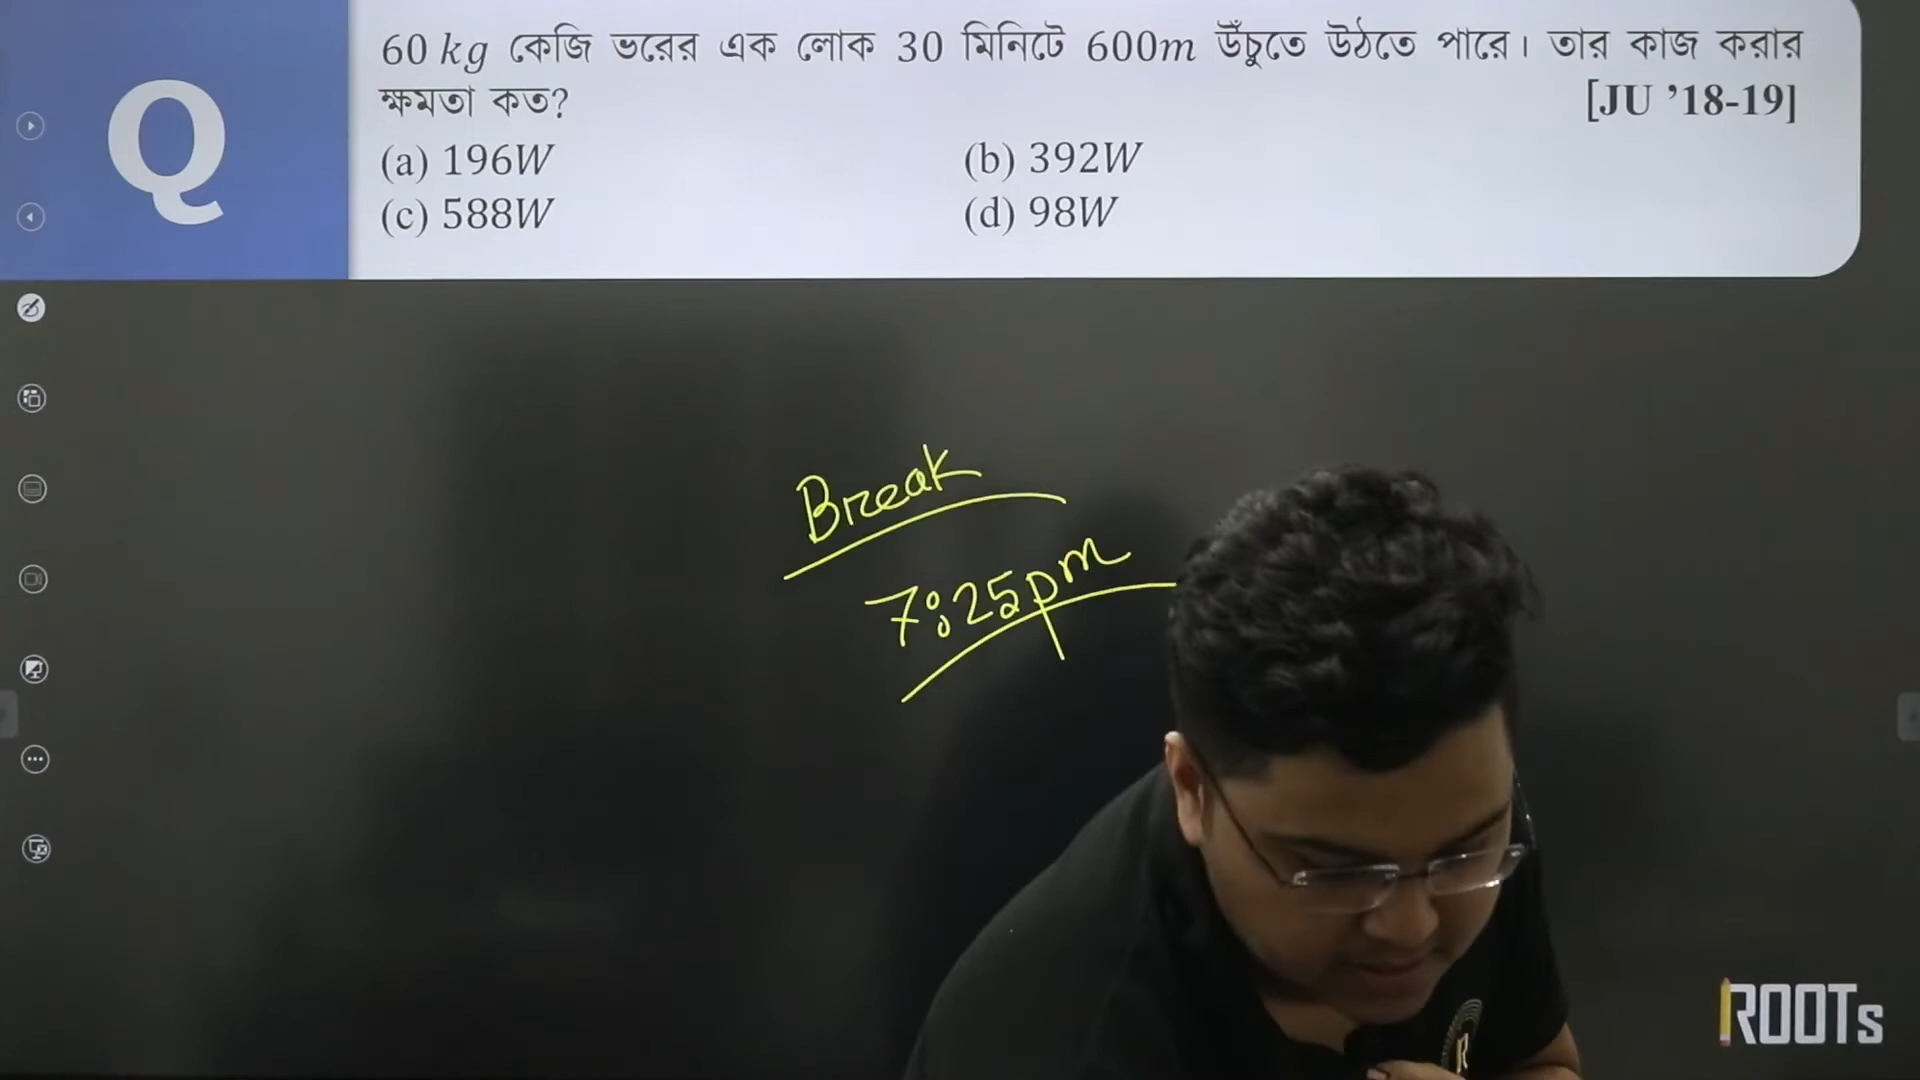 Q
60 kg কেজি ভরের এক লোক 30 মিনিটে 600m উঁচুতে উঠতে পারে। তার কাজ করার
ক্ষমতা কত? [JU ’18-19]
(a) 196W (b) 392W
(c) 588W (d) 98W
Break
7:25pm
ROOTs